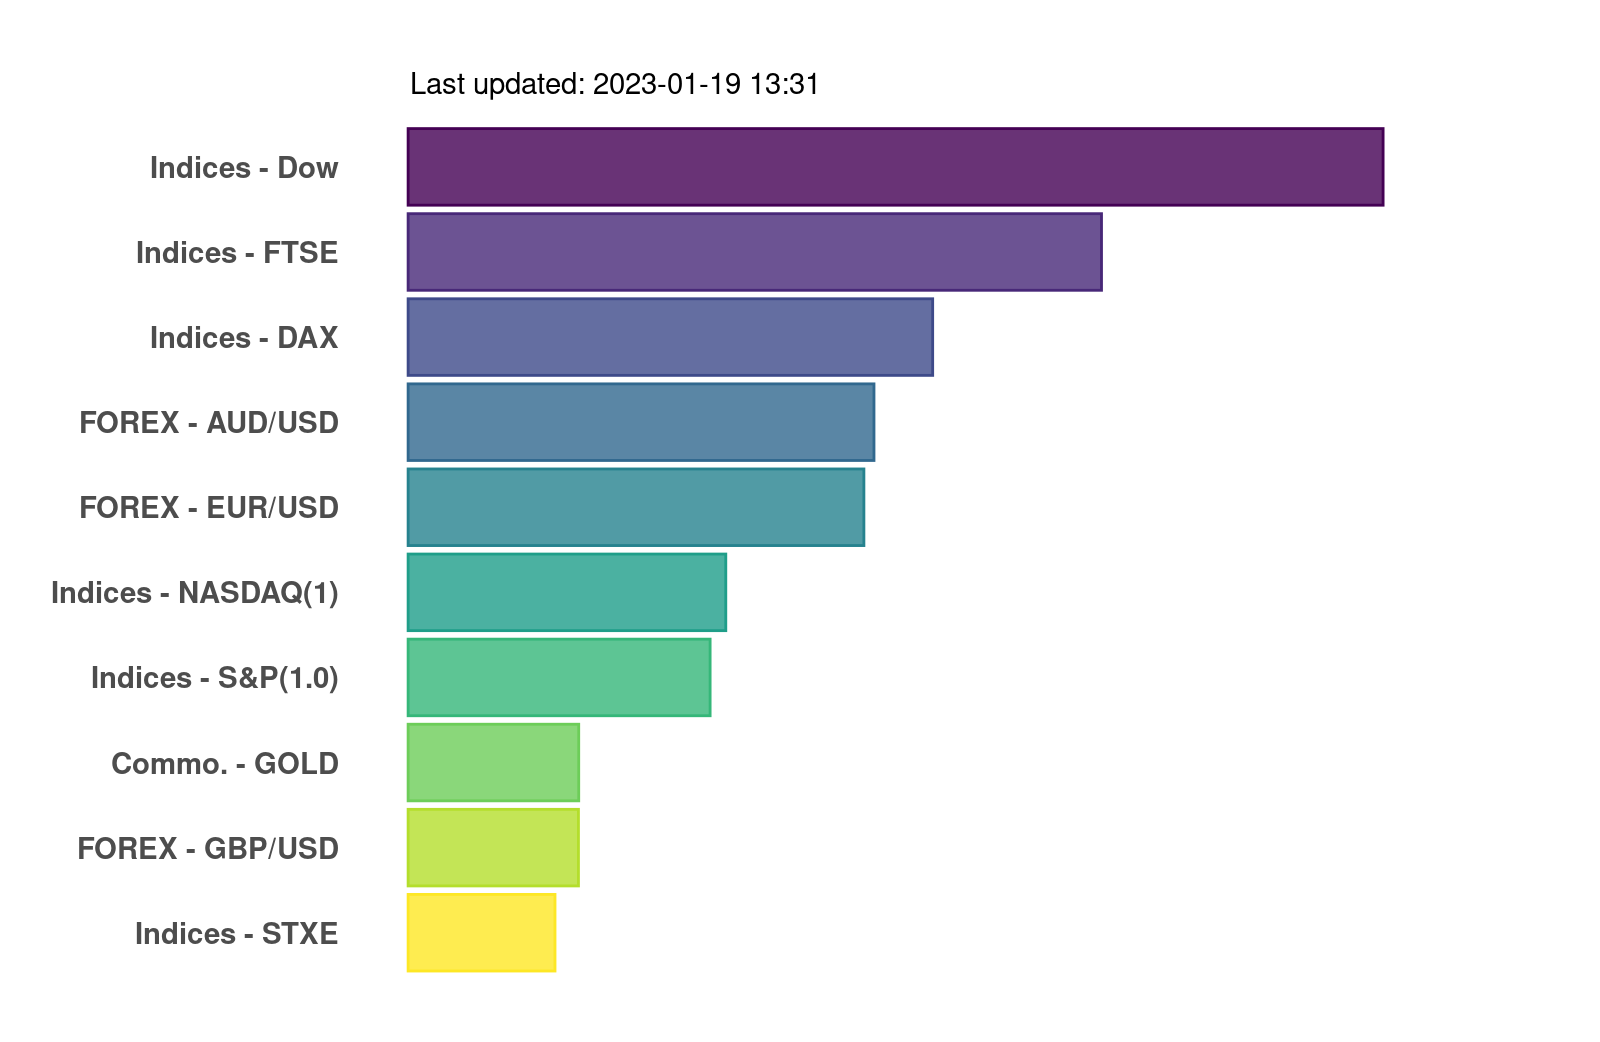 Last updated: 2023-01-19 13:31
Indices - Dow
Indices - FTSE
Indices - DAX
FOREX - AUD/USD
FOREX - EUR/USD
Indices - NASDAQ(1)
Indices - S&P(1.0)
Commo. - GOLD
FOREX - GBP/USD
Indices - STXE